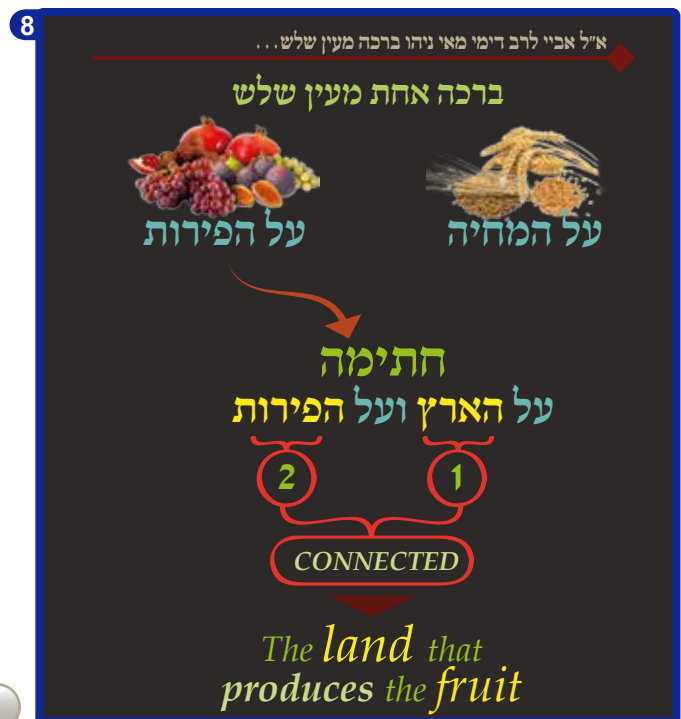 8
א״ל אביי לרב דימי מאי ניהו ברכה מעין שלש...
ברכה אחת מעין שלש
על המחיה
על הפירות
חתימה
על הארץ ועל הפירות
1
2
CONNECTED
The land that
produces the fruit